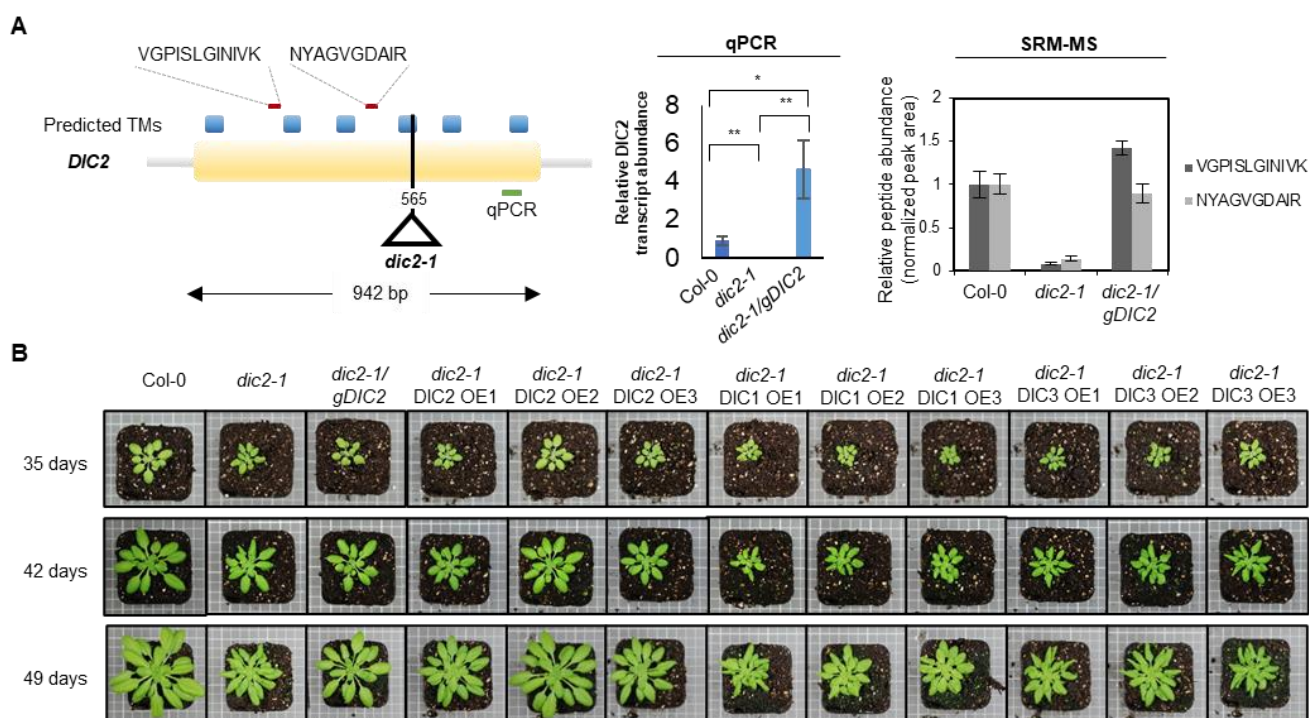 A
VGPISLGINIVK NYAGVGDAIR
Predicted TMs
DIC2
565
qPCR
dic2-1
942 bp
qPCR
Relative DIC2
transcript abundance
8
6
4
2
0
*
**
**
Col-0
dic2-1
dic2-1/gDIC2
SRM-MS
Relative peptide abundance
(normalized peak area)
2
1.5
1
0.5
0
VGPISLGINIVK
NYAGVGDAIR
Col-0 dic2-1 dic2-1/
gDIC2
B
Col-0 dic2-1 dic2-1/ dic2-1 dic2-1 dic2-1 dic2-1 dic2-1 dic2-1 dic2-1 dic2-1 dic2-1
gDIC2 DIC2 OE1 DIC2 OE2 DIC2 OE3 DIC1 OE1 DIC1 OE2 DIC1 OE3 DIC3 OE1 DIC3 OE2 DIC3 OE3
35 days
42 days
49 days